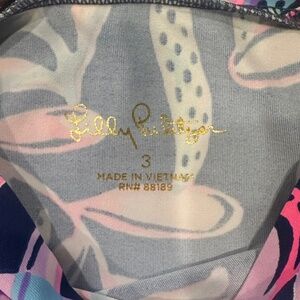 Lilly Pulitzer
3
MADE IN VIETNAM
RN# 88189